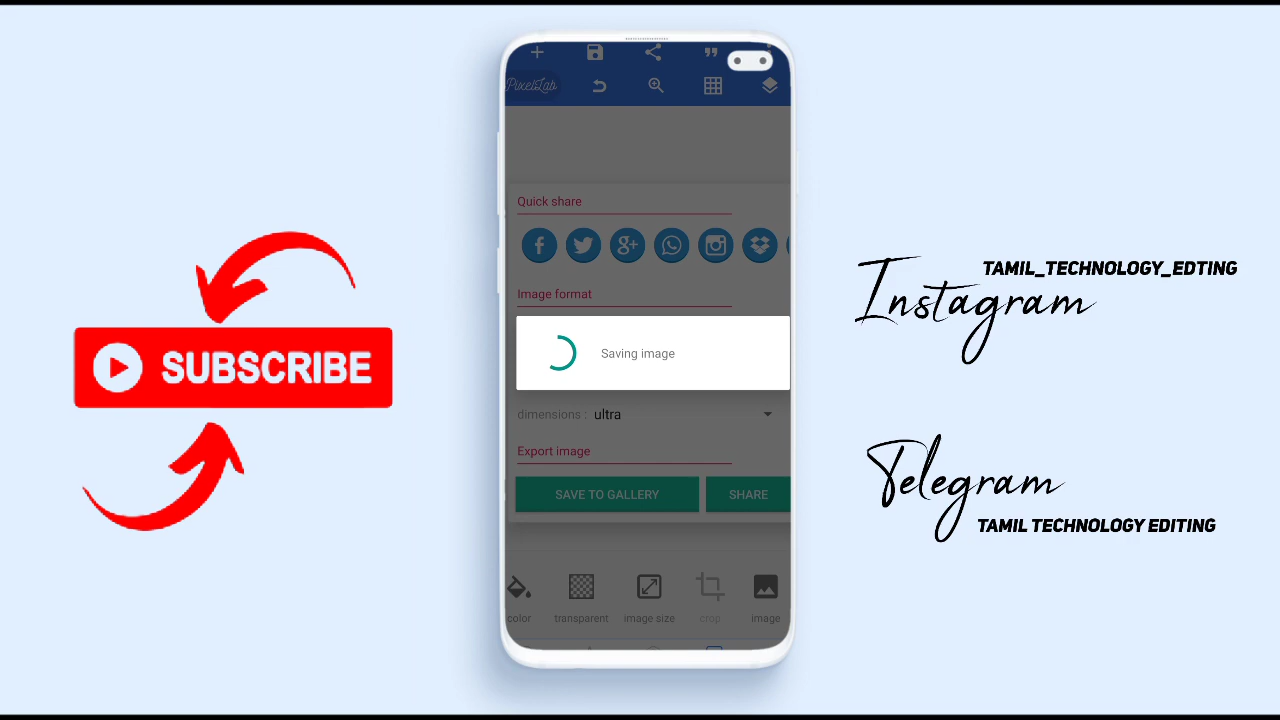 PixelLab
Quick share
Image format
Saving image
dimensions : ultra
Export image
SAVE TO GALLERY SHARE
color transparent image size crop image
SUBSCRIBE
TAMIL_TECHNOLOGY_EDTING
Instagram
Telegram
TAMIL TECHNOLOGY EDITING